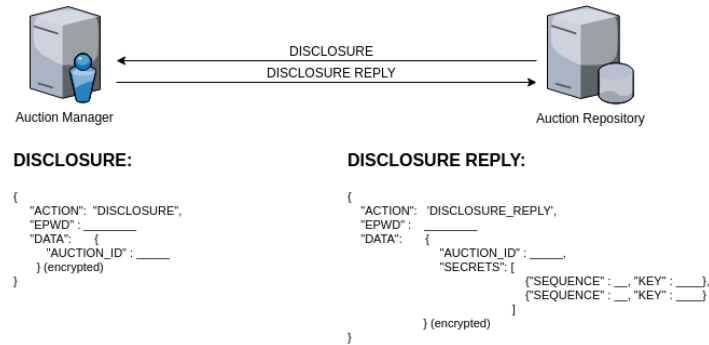 DISCLOSURE
DISCLOSURE REPLY
Auction Manager
Auction Repository
DISCLOSURE:
{
"ACTION": "DISCLOSURE",
"EPWD" : ________
"DATA": {
"AUCTION_ID" : _____
} (encrypted)
}
DISCLOSURE REPLY:
{
"ACTION": 'DISCLOSURE_REPLY',
"EPWD" : ________
"DATA": {
"AUCTION_ID" : _____,
"SECRETS": [
{"SEQUENCE" : __, "KEY" : ____},
{"SEQUENCE" : __, "KEY" : ____}
]
} (encrypted)
}